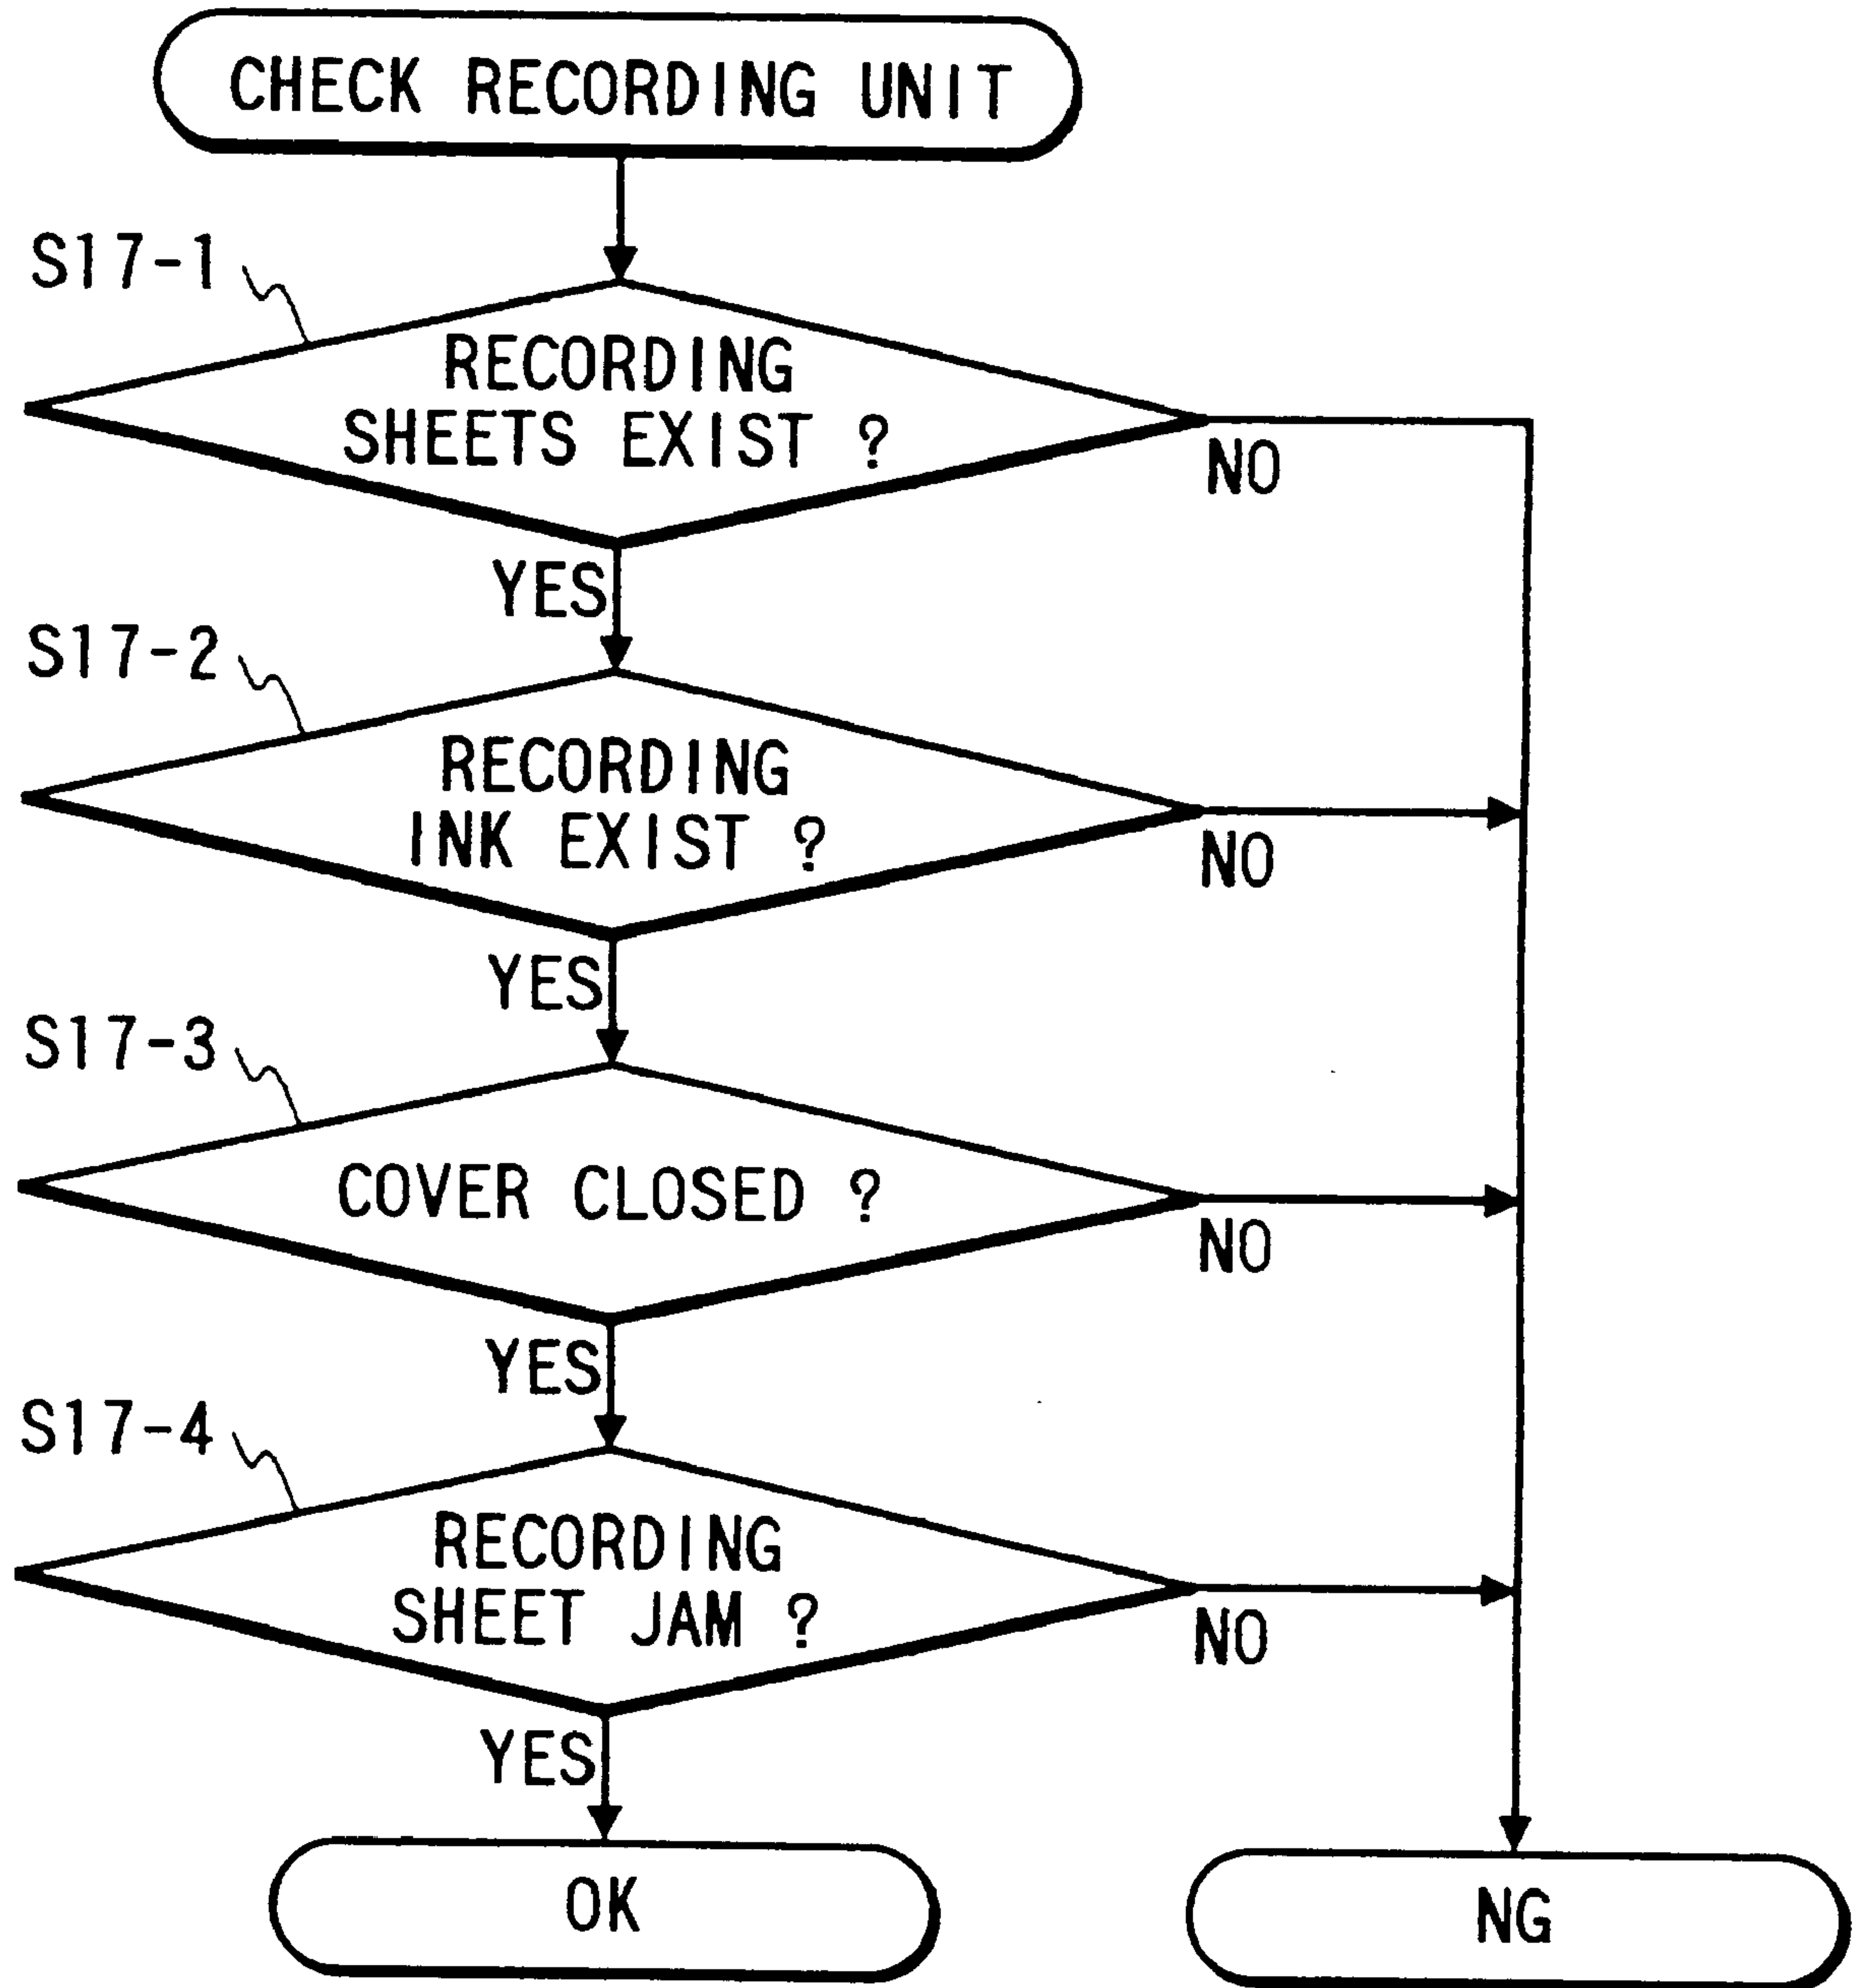 CHECK RECORDING UNIT
S17-1
RECORDING
SHEETS EXIST ?
NO
YES
S17-2
RECORDING
INK EXIST ?
NO
YES
S17-3
COVER CLOSED ?
NO
YES
S17-4
RECORDING
SHEET JAM ?
NO
YES
OK
NG